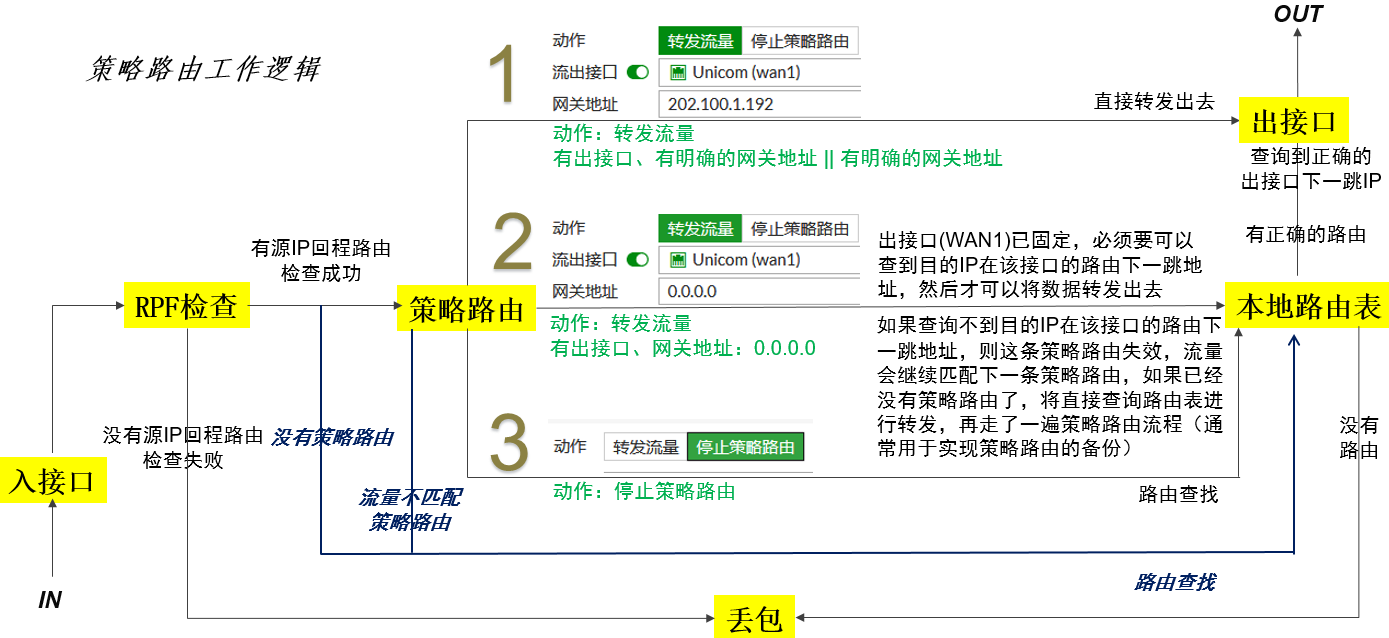 OUT
策略路由工作逻辑
1
动作 转发流量 停止策略路由
流出接口 Unicom (wan1)
网关地址 202.100.1.192
动作：转发流量
有出接口、有明确的网关地址 || 有明确的网关地址
直接转发出去
出接口
查询到正确的
出接口下一跳IP
有正确的路由
2
动作 转发流量 停止策略路由
流出接口 Unicom (wan1)
网关地址 0.0.0.0
动作：转发流量
有出接口、网关地址：0.0.0.0
出接口(WAN1)已固定，必须要可以
查到目的IP在该接口的路由下一跳地
址，然后才可以将数据转发出去
如果查询不到目的IP在该接口的路由下
一跳地址，则这条策略路由失效，流量
会继续匹配下一条策略路由，如果已经
没有策略路由了，将直接查询路由表进
行转发，再走了一遍策略路由流程（通
常用于实现策略路由的备份）
有源IP回程路由
检查成功
RPF检查
策略路由
本地路由表
3
动作 转发流量 停止策略路由
动作：停止策略路由
路由查找
没有源IP回程路由
检查失败
没有策略路由
流量不匹配
策略路由
没有
路由
入接口
IN
路由查找
丢包